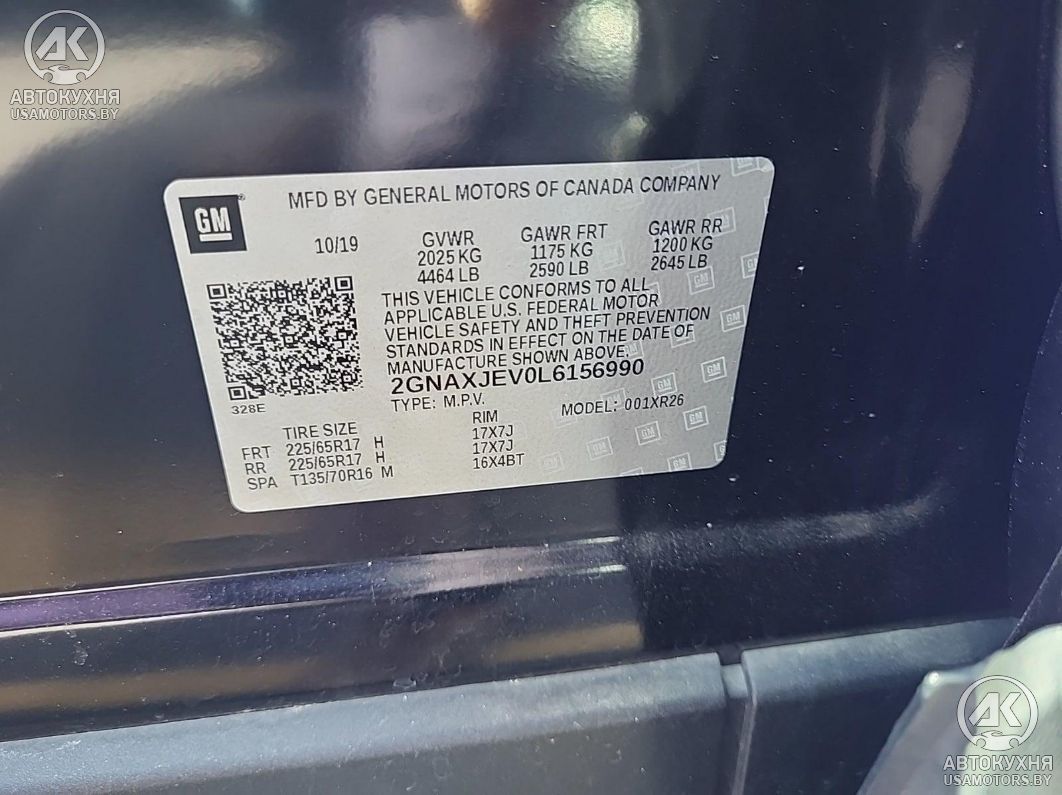 АВТОКУХНЯ
USAMOTORS.BY
GM
MFD BY GENERAL MOTORS OF CANADA COMPANY
10/19
GVWR
2025 KG
4464 LB
GAWR FRT
1175 KG
2590 LB
GAWR RR
1200 KG
2645 LB
THIS VEHICLE CONFORMS TO ALL
APPLICABLE U.S. FEDERAL MOTOR
VEHICLE SAFETY AND THEFT PREVENTION
STANDARDS IN EFFECT ON THE DATE OF
MANUFACTURE SHOWN ABOVE.
2GNAXJEV0L6156990
TYPE: M.P.V.
MODEL: 001XR26
328E
TIRE SIZE RIM
FRT 225/65R17 H 17X7J
RR 225/65R17 H 17X7J
SPA T135/70R16 M 16X4BT
АК
АВТОКУХНЯ
USAMOTORS.BY